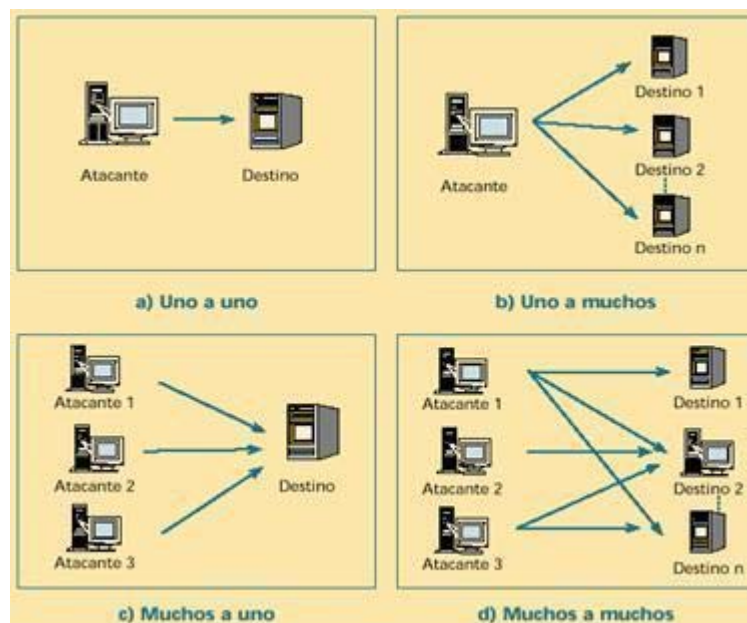 Atacante
Destino
a) Uno a uno
Atacante
Destino 1
Destino 2
Destino n
b) Uno a muchos
Atacante 1
Atacante 2
Atacante 3
Destino
c) Muchos a uno
Atacante 1
Atacante 2
Atacante 3
Destino 1
Destino 2
Destino n
d) Muchos a muchos